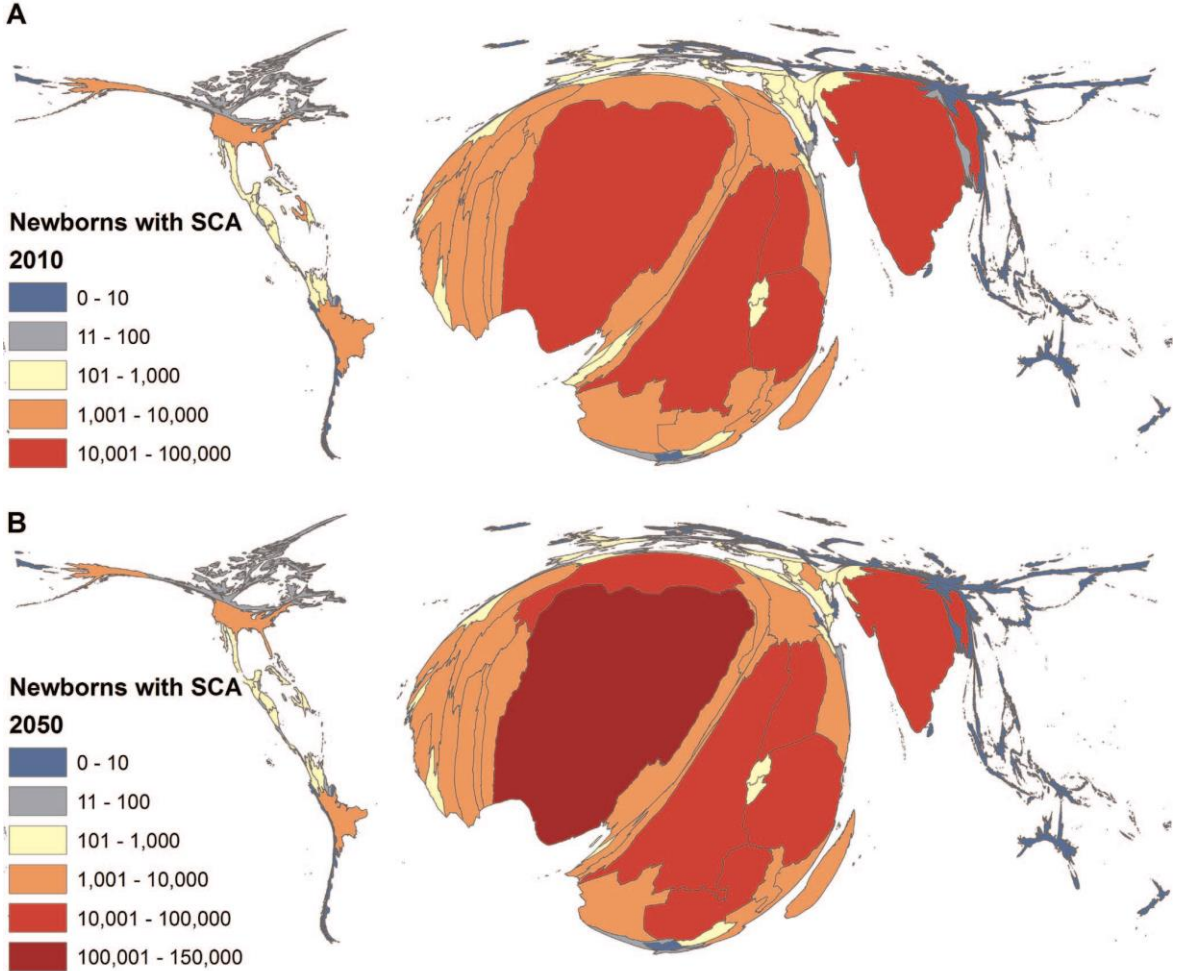 A
Newborns with SCA
2010
0 - 10
11 - 100
101 - 1,000
1,001 - 10,000
10,001 - 100,000
B
Newborns with SCA
2050
0 - 10
11 - 100
101 - 1,000
1,001 - 10,000
10,001 - 100,000
100,001 - 150,000